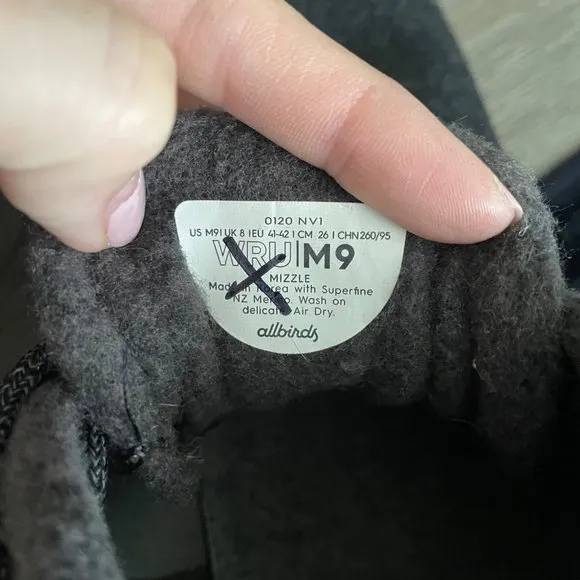 0120 NV1
US M9 | UK 8 | EU 41-42 | CM 26 | CHN 260/95
WRU|M9
MIZZLE
Made in Korea with Superfine
NZ Merino. Wash on
delicate. Air Dry.
allbirds